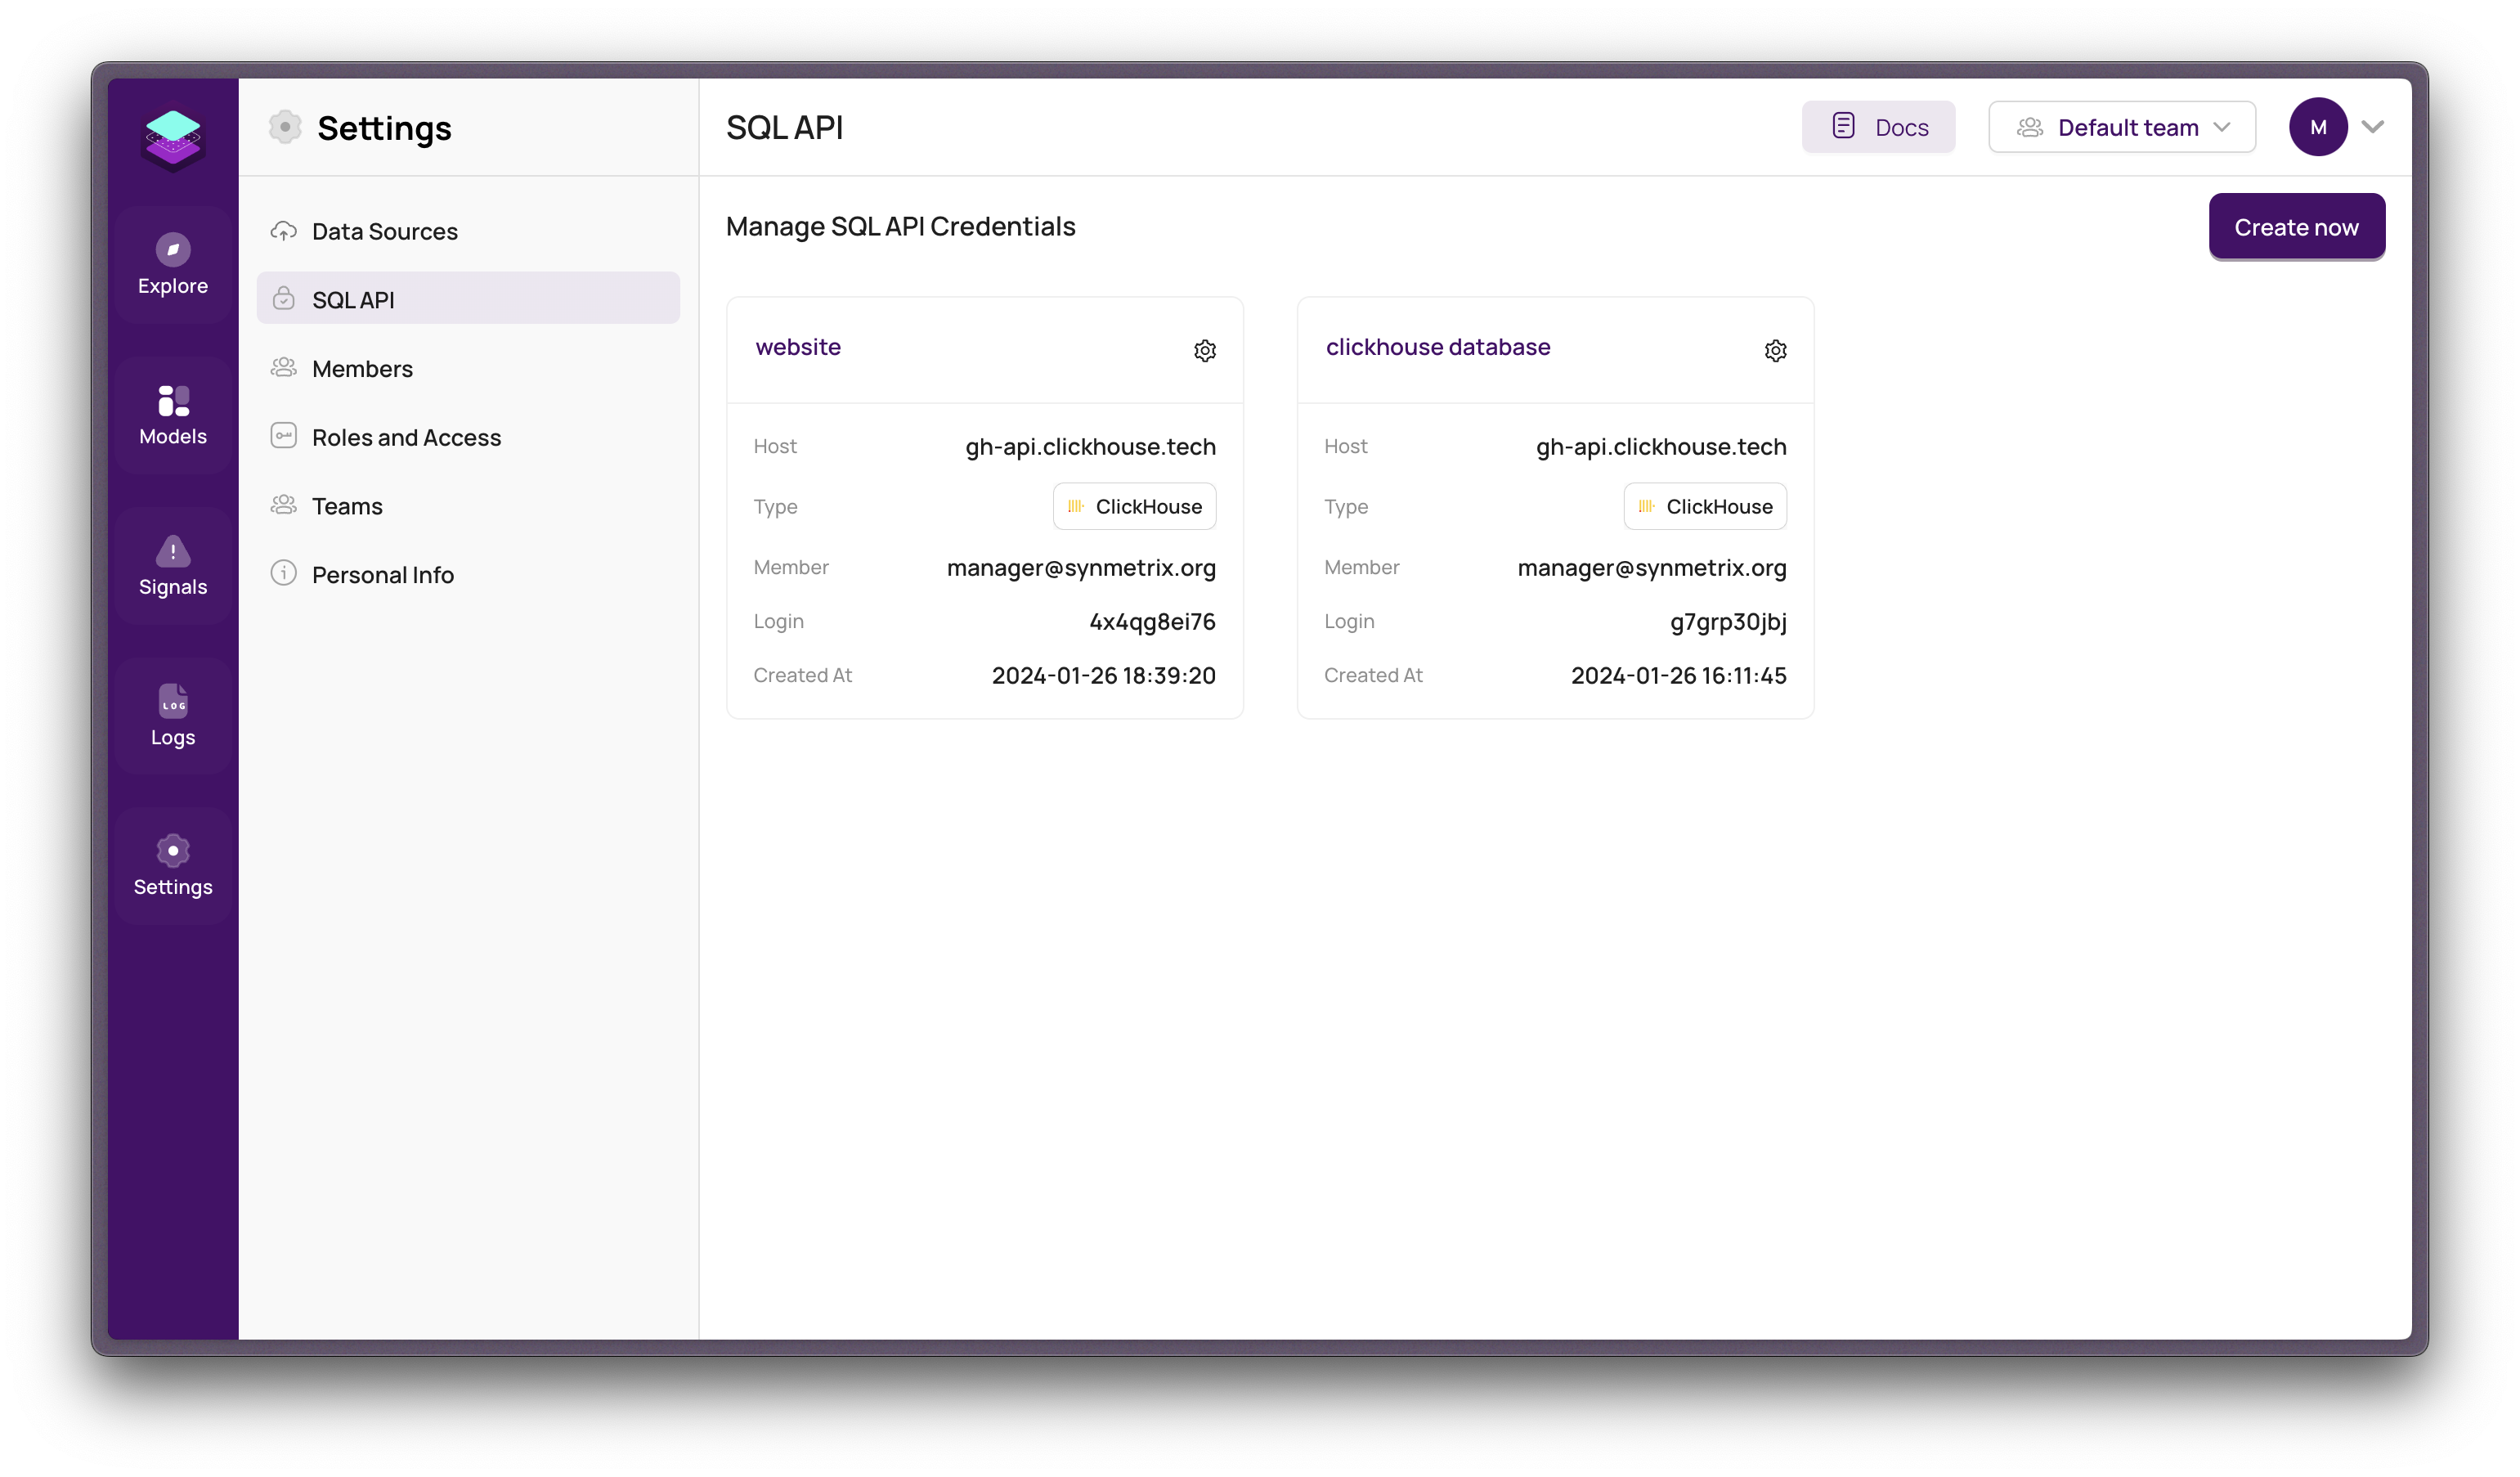 Explore
Models
Signals
LOG
Logs
Settings
Settings
Data Sources
SQL API
Members
Roles and Access
Teams
Personal Info
SQL API
Docs
Default team
M
Manage SQL API Credentials
Create now
website
Host gh-api.clickhouse.tech
Type ClickHouse
Member manager@synmetrix.org
Login 4x4qg8ei76
Created At 2024-01-26 18:39:20
clickhouse database
Host gh-api.clickhouse.tech
Type ClickHouse
Member manager@synmetrix.org
Login g7grp30jbj
Created At 2024-01-26 16:11:45